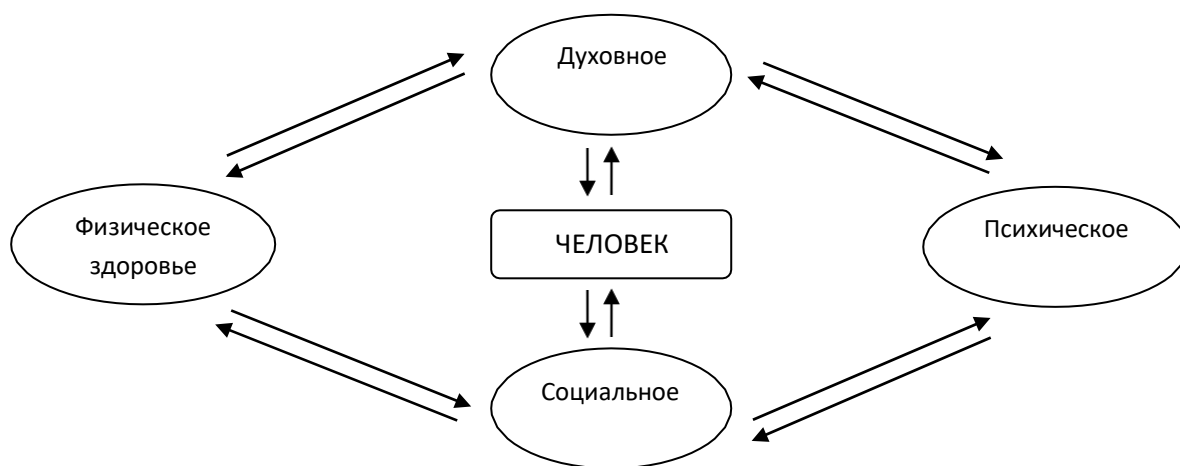 Духовное
Физическое
здоровье
ЧЕЛОВЕК
Психическое
Социальное